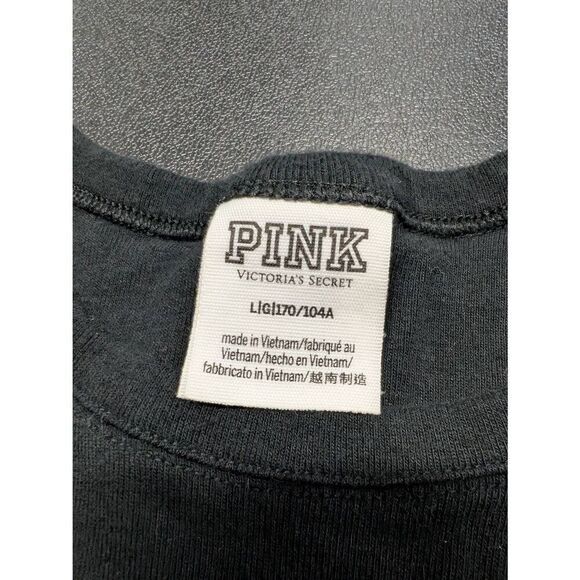 PINK
VICTORIA'S SECRET
L|G|170/104A
made in Vietnam/fabriqué au
Vietnam/hecho en Vietnam/
fabbricato in Vietnam/越南制造